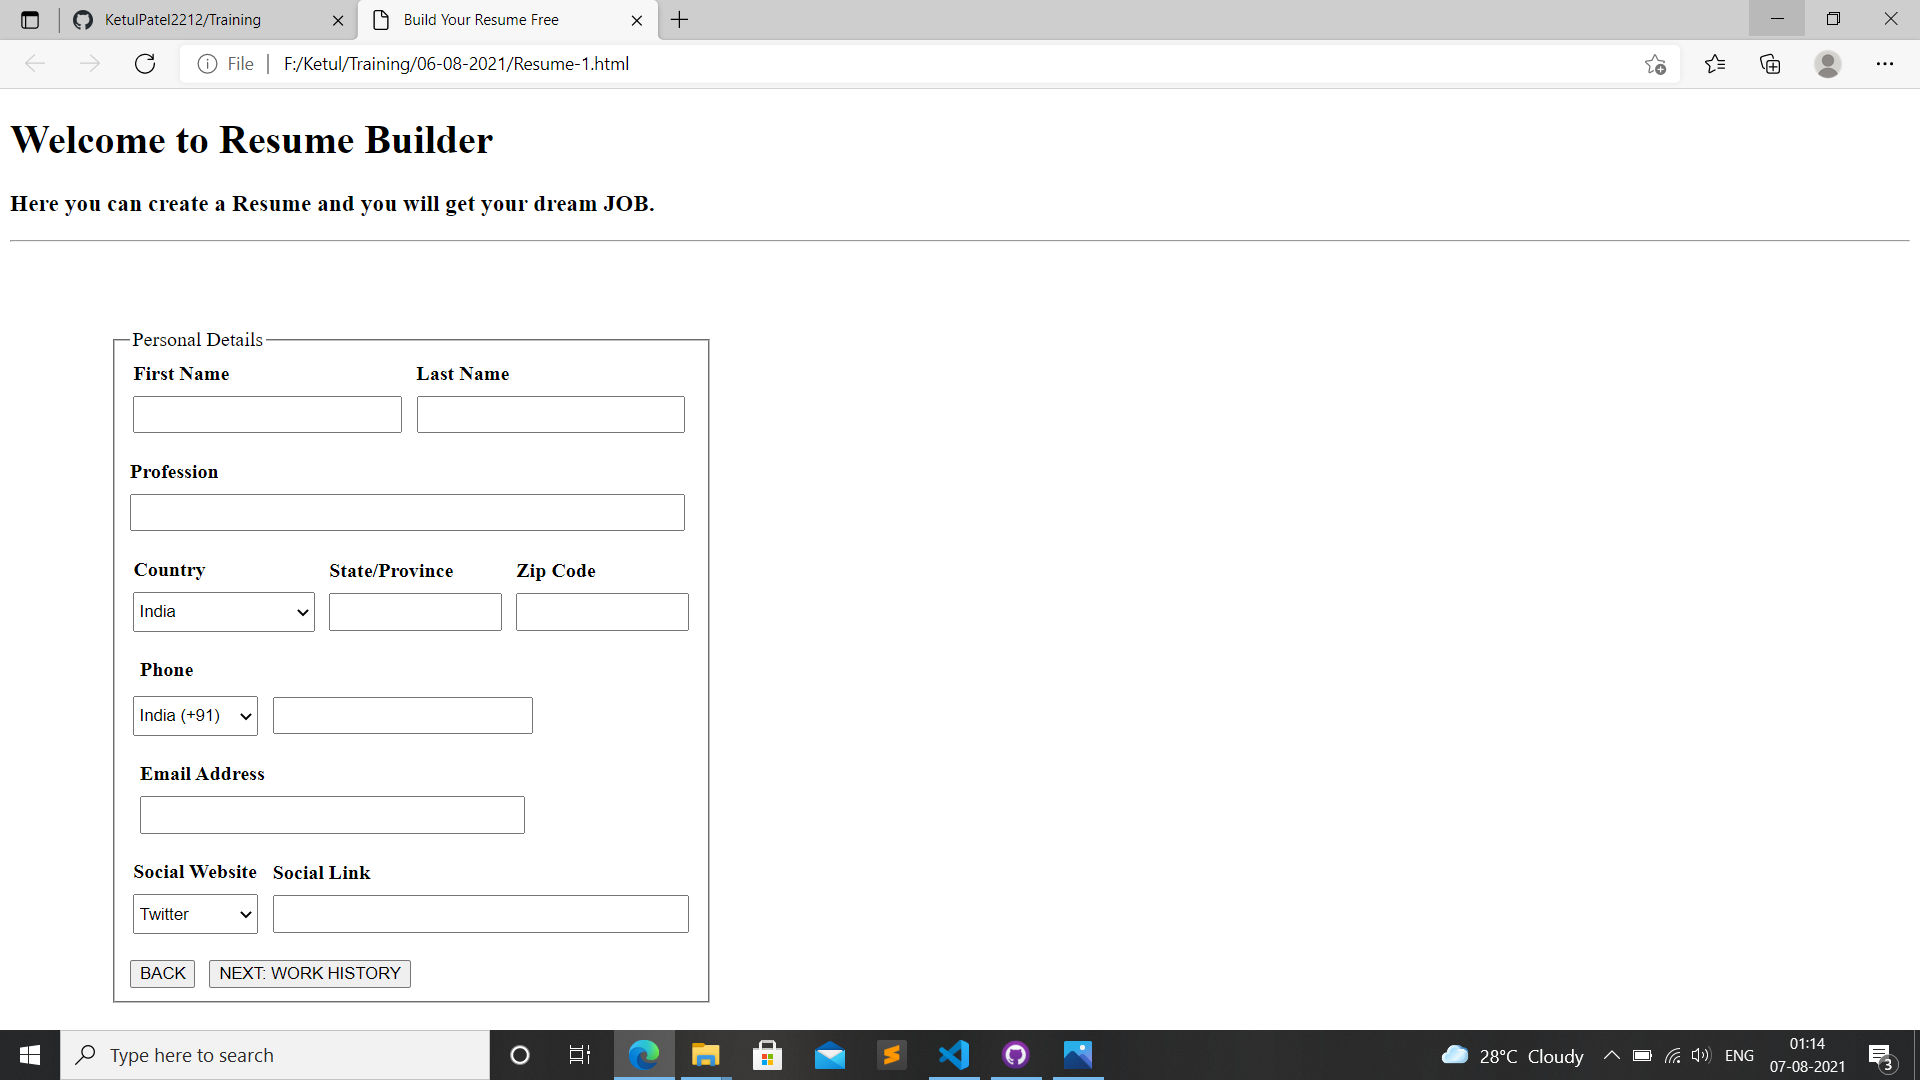 KetulPatel2212/Training
Build Your Resume Free
File
F:/Ketul/Training/06-08-2021/Resume-1.html
Welcome to Resume Builder
Here you can create a Resume and you will get your dream JOB.
Personal Details
First Name Last Name
Profession
Country State/Province Zip Code
India
Phone
India (+91)
Email Address
Social Website Social Link
Twitter
BACK NEXT: WORK HISTORY
Type here to search
28°C Cloudy
ENG
01:14
07-08-2021
3